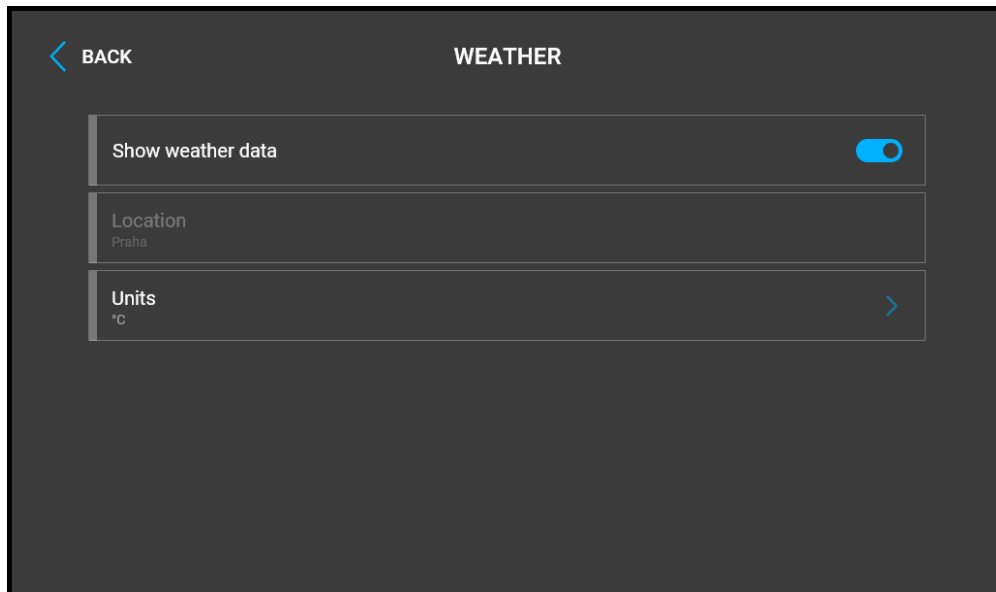 BACK
WEATHER
Show weather data
Location
Praha
Units
°C